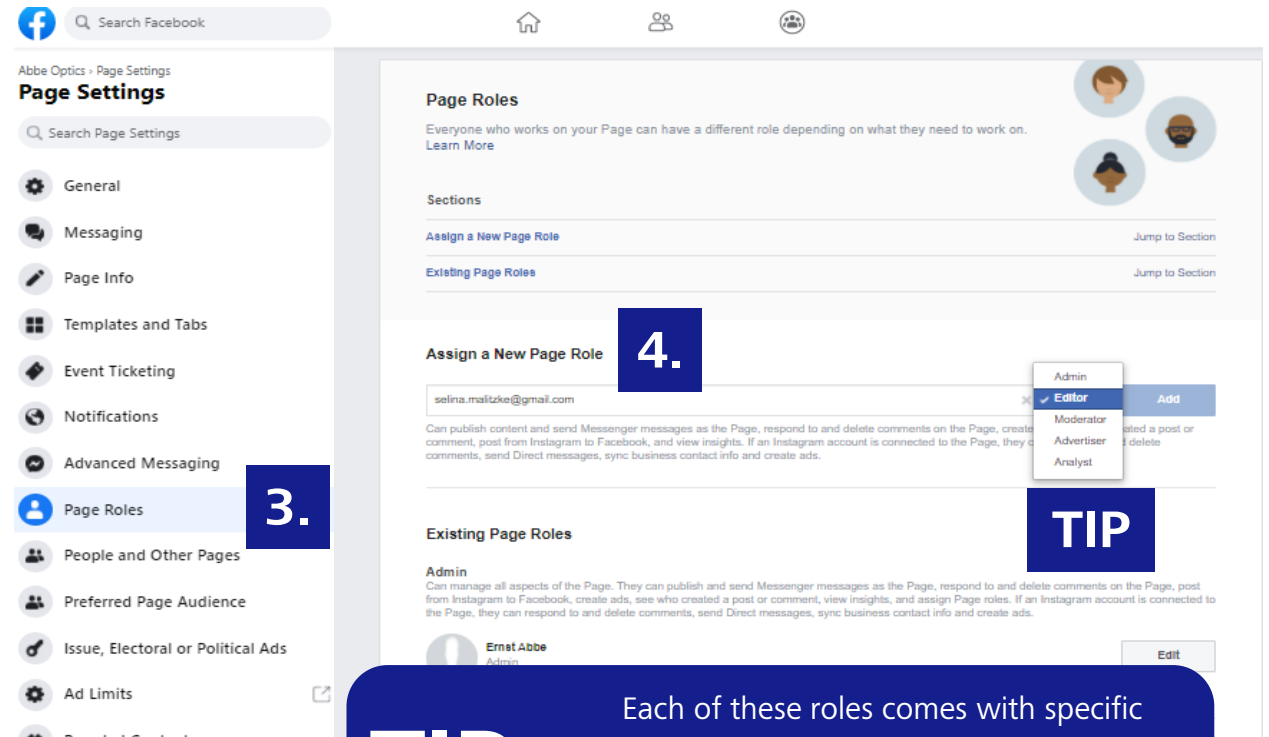 Search Facebook
Abbe Optics › Page Settings
Page Settings
Search Page Settings
General
Messaging
Page Info
Templates and Tabs
Event Ticketing
Notifications
Advanced Messaging
Page Roles
3.
People and Other Pages
Preferred Page Audience
Issue, Electoral or Political Ads
Ad Limits
Page Roles
Everyone who works on your Page can have a different role depending on what they need to work on.
Learn More
Sections
Assign a New Page Role Jump to Section
Existing Page Roles Jump to Section
Assign a New Page Role
4.
selina.malitzke@gmail.com
Admin
Editor
Moderator
Advertiser
Analyst
Add
Can publish content and send Messenger messages as the Page, respond to and delete comments on the Page, create ated a post or
comment, post from Instagram to Facebook, and view insights. If an Instagram account is connected to the Page, they delete
comments, send Direct messages, sync business contact info and create ads.
TIP
Existing Page Roles
Admin
Can manage all aspects of the Page. They can publish and send Messenger messages as the Page, respond to and delete comments on the Page, post
from Instagram to Facebook, create ads, see who created a post or comment, view insights, and assign Page roles. If an Instagram account is connected to
the Page, they can respond to and delete comments, send Direct messages, sync business contact info and create ads.
Ernst Abbe
Admin
Edit
Each of these roles comes with specific
TIP